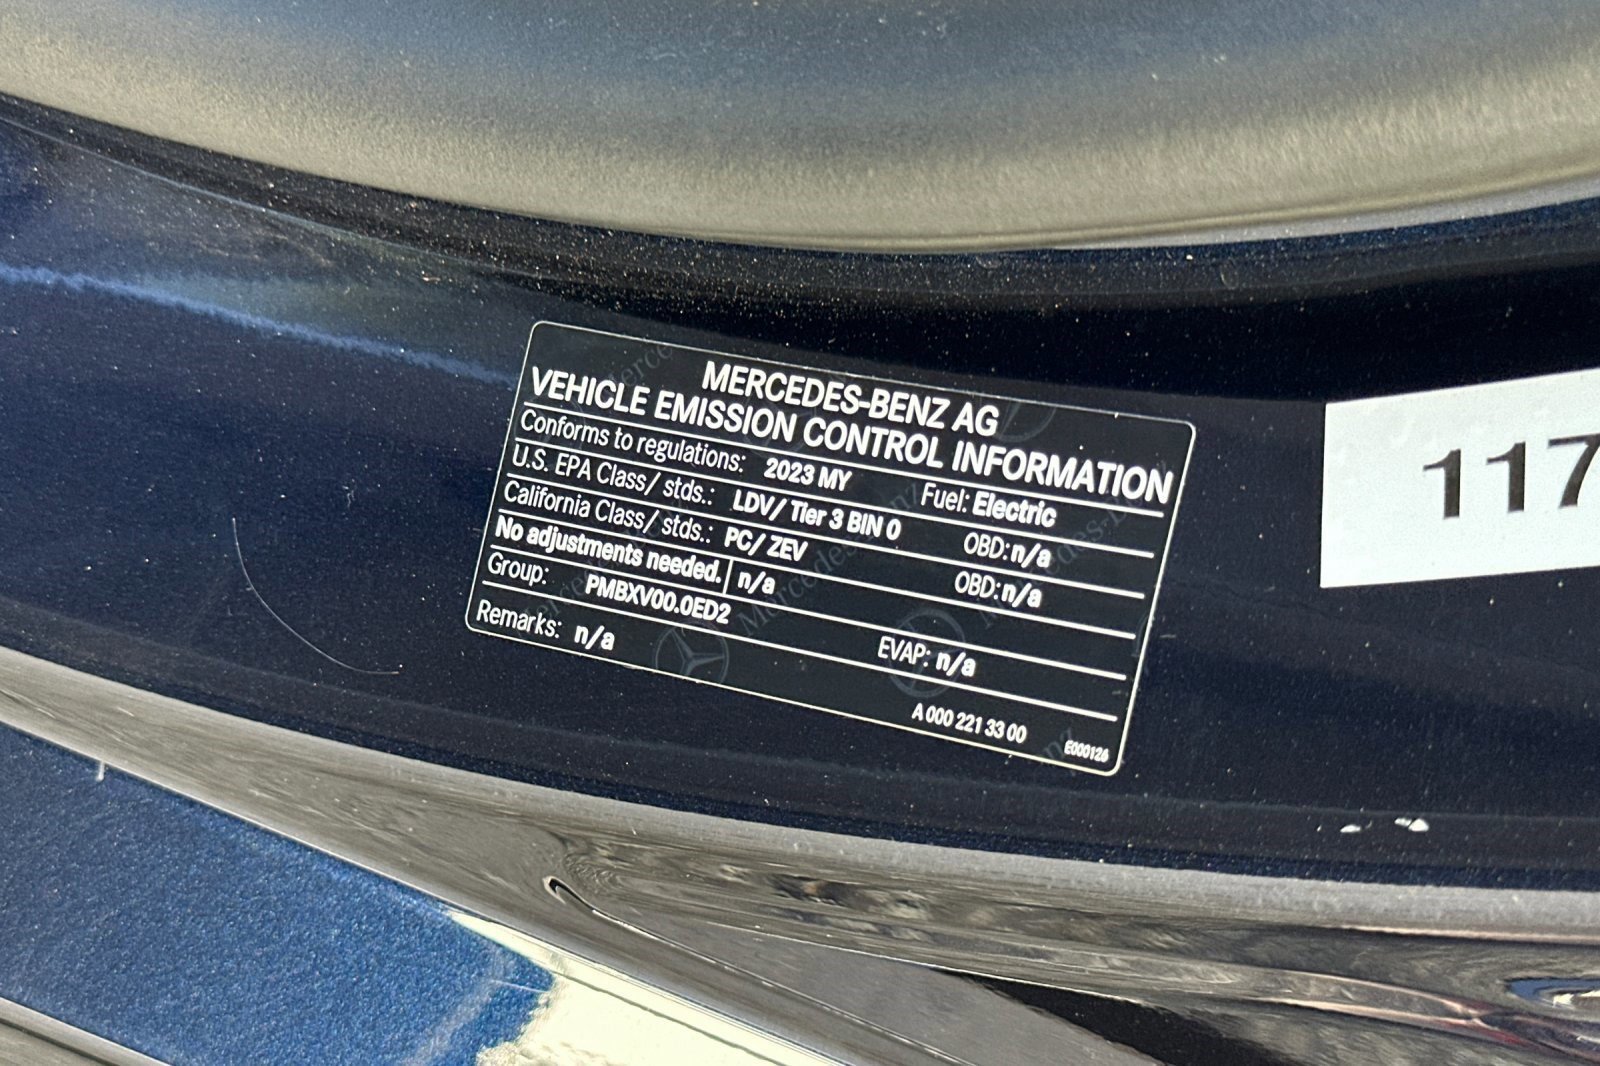 MERCEDES-BENZ AG
VEHICLE EMISSION CONTROL INFORMATION
Conforms to regulations: 2023 MY Fuel: Electric
U.S. EPA Class/ stds.: LDV/ Tier 3 BIN 0 OBD: n/a
California Class/ stds.: PC/ ZEV OBD: n/a
No adjustments needed. n/a
Group: PMBXV00.0ED2 EVAP: n/a
Remarks: n/a
A 000 221 33 00 E000126
117